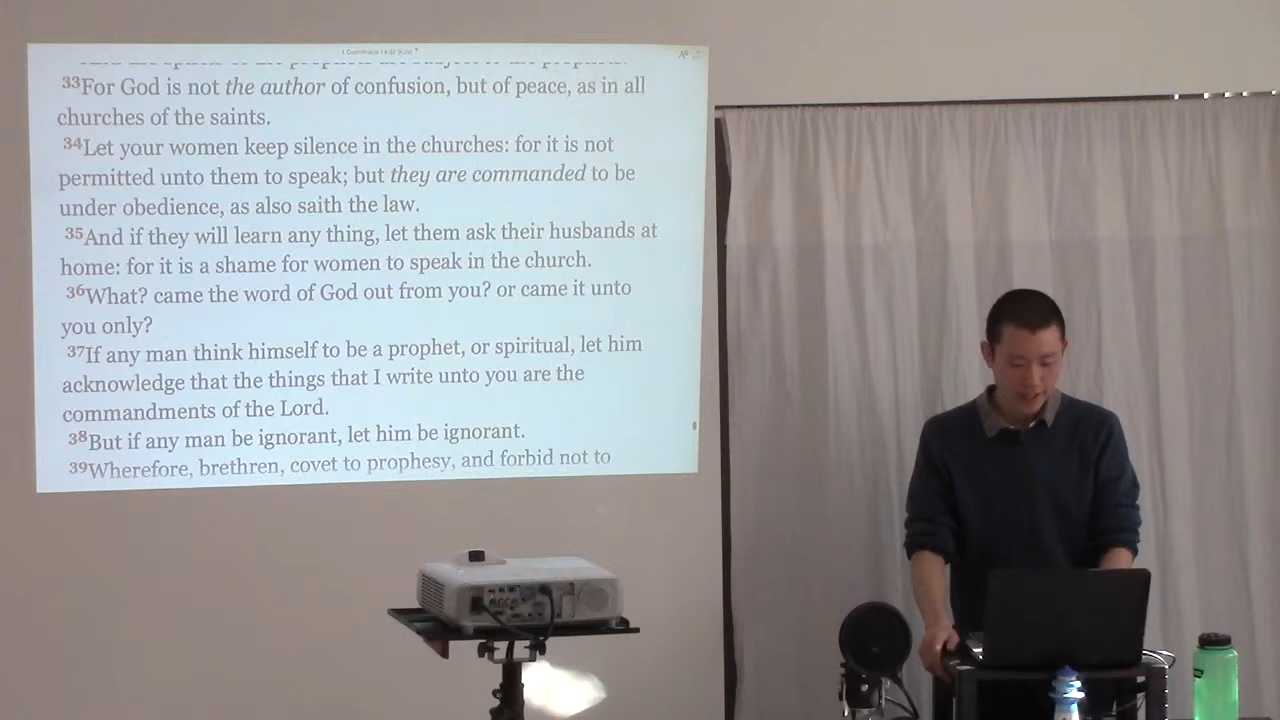 33For God is not the author of confusion, but of peace, as in all
churches of the saints.
34Let your women keep silence in the churches: for it is not
permitted unto them to speak; but they are commanded to be
under obedience, as also saith the law.
35And if they will learn any thing, let them ask their husbands at
home: for it is a shame for women to speak in the church.
36What? came the word of God out from you? or came it unto
you only?
37If any man think himself to be a prophet, or spiritual, let him
acknowledge that the things that I write unto you are the
commandments of the Lord.
38But if any man be ignorant, let him be ignorant.
39Wherefore, brethren, covet to prophesy, and forbid not to